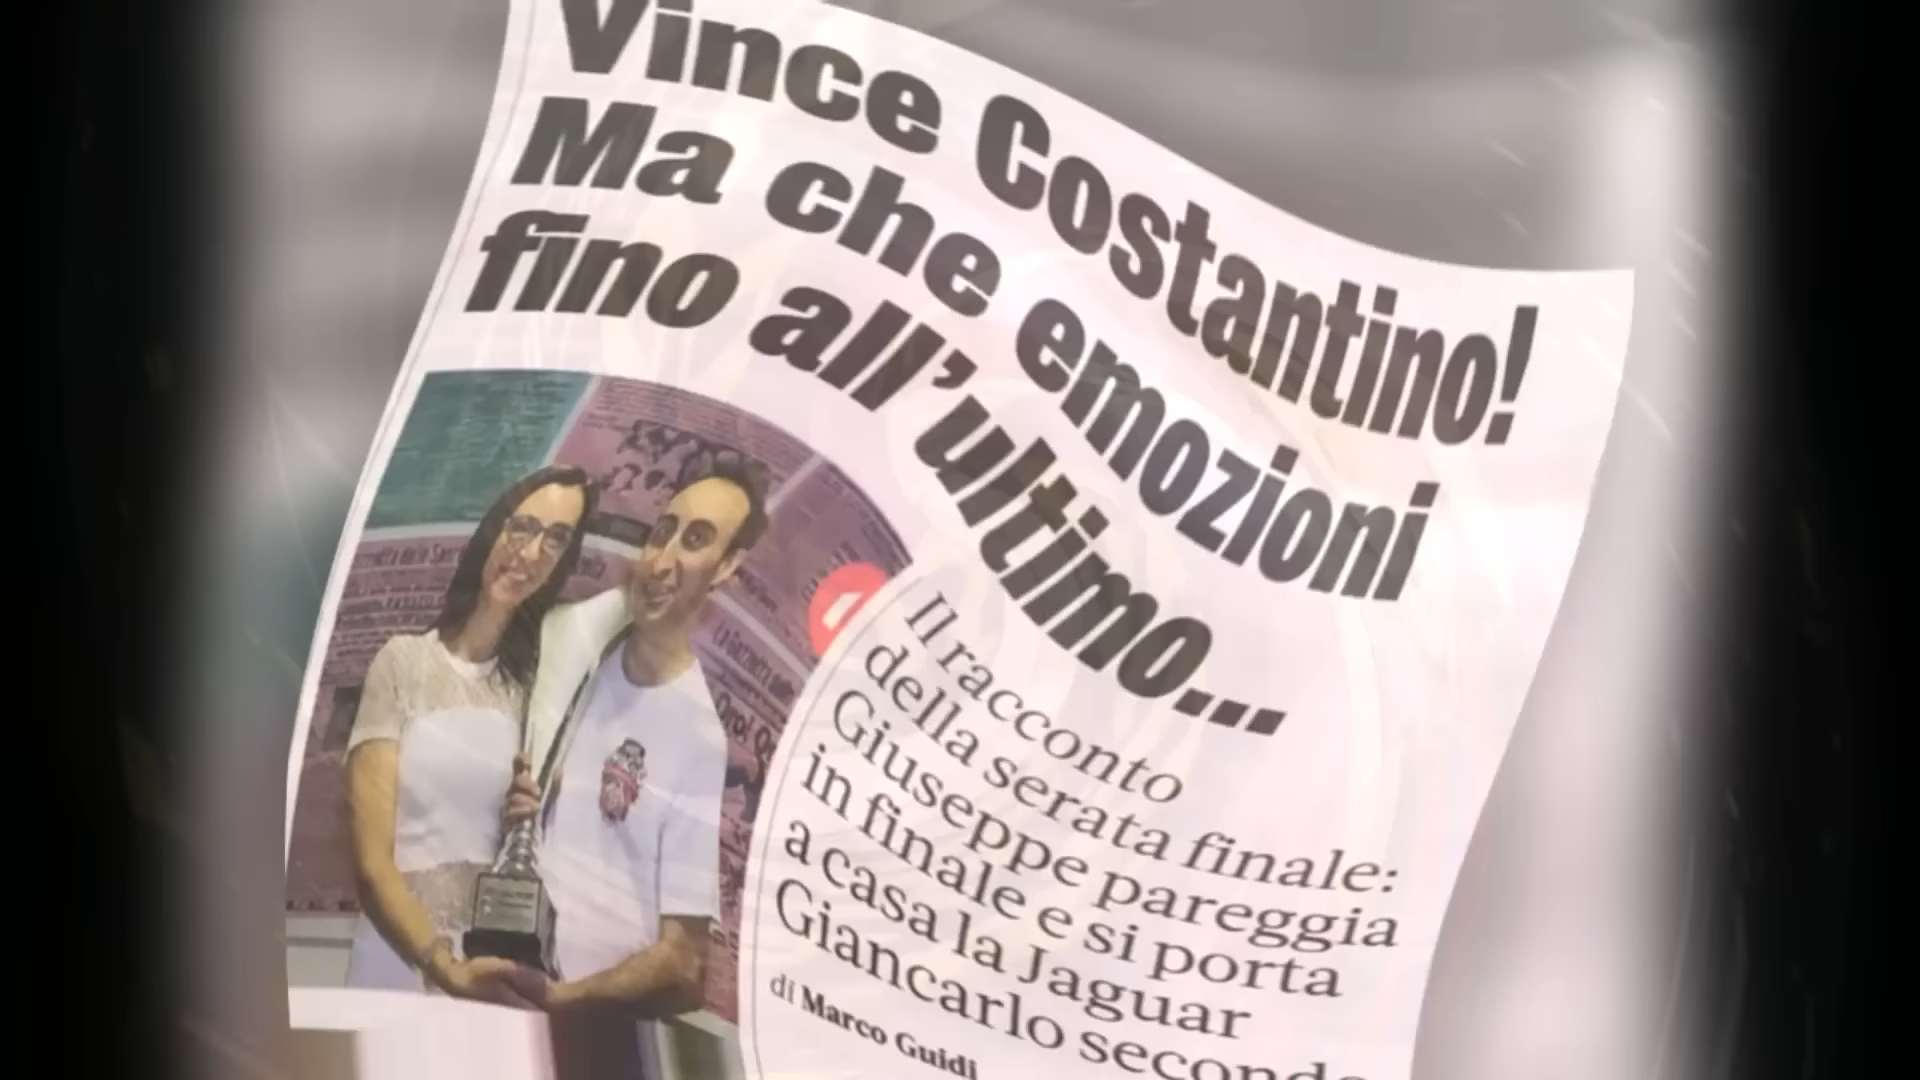 Vince Costantino!
Ma che emozioni
fino all'ultimo...
Il racconto
della serata finale:
Giuseppe pareggia
in finale e si porta
a casa la Jaguar
Giancarlo secondo
di Marco Guidi